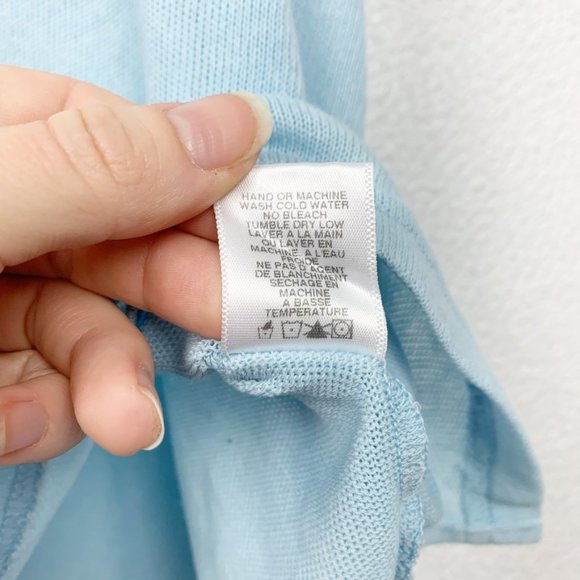 HAND OR MACHINE
WASH COLD WATER
NO BLEACH
TUMBLE DRY LOW
LAVER A LA MAIN
OU LAVER EN
MACHINE, A L'EAU
FROIDE
NE PAS D'ACENT
DE BLANCHIMENT
SECHAGE EN
MACHINE
A BASSE
TEMPERATURE